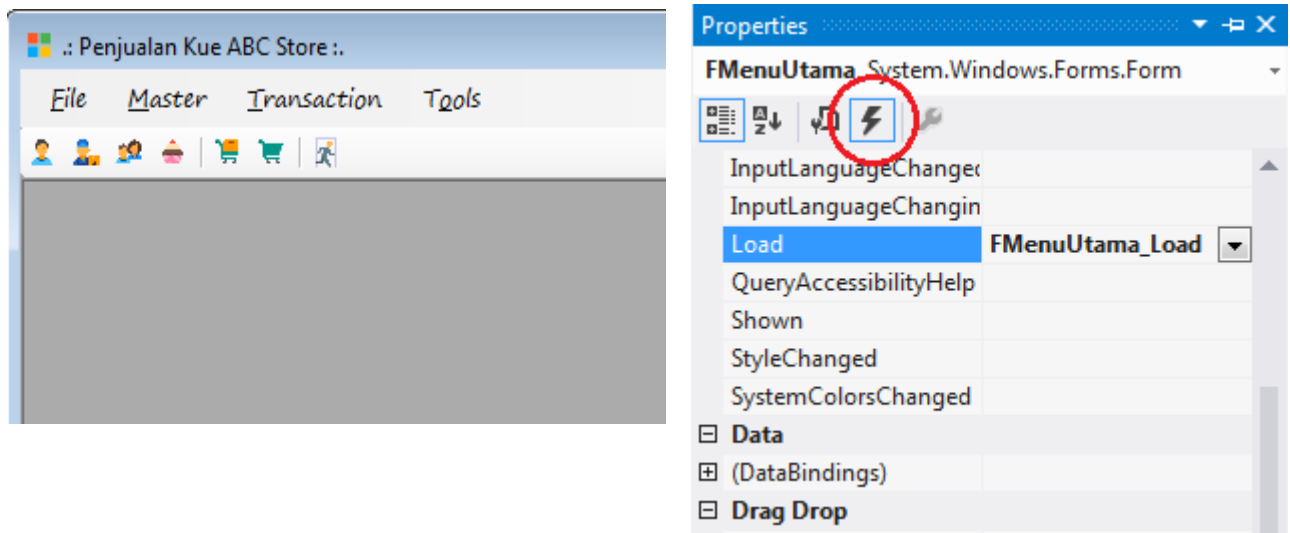 .: Penjualan Kue ABC Store :.
File Master Transaction Tools
Properties
FMenuUtama System.Windows.Forms.Form
InputLanguageChanged
InputLanguageChangin
Load FMenuUtama_Load
QueryAccessibilityHelp
Shown
StyleChanged
SystemColorsChanged
Data
(DataBindings)
Drag Drop